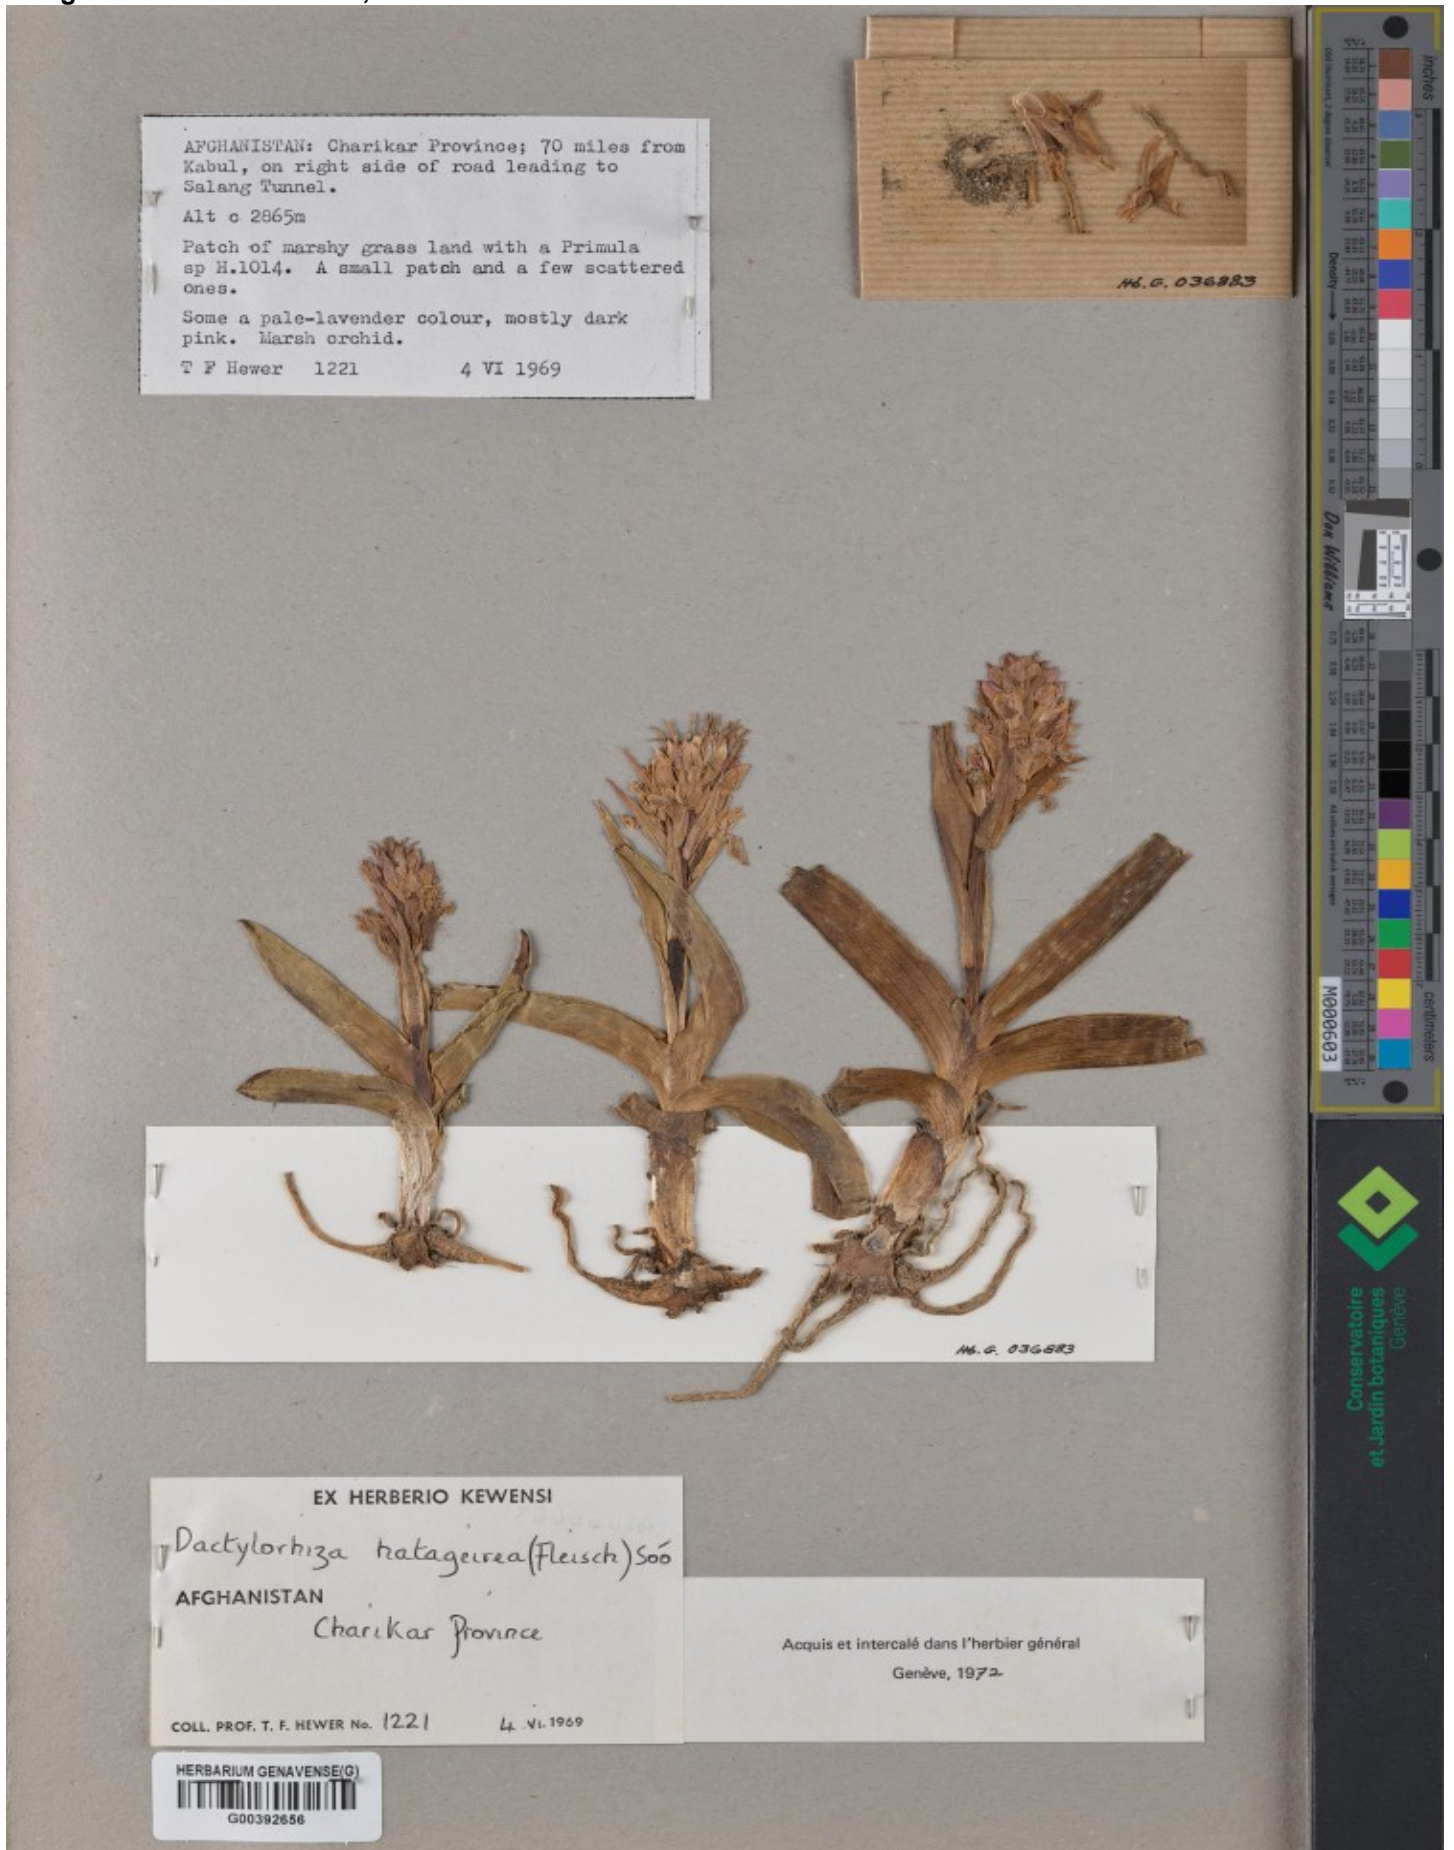 AFGHANISTAN: Charikar Province; 70 miles from
Kabul, on right side of road leading to
Salang Tunnel.
Alt c 2865m
Patch of marshy grass land with a Primula
sp H.1014. A small patch and a few scattered
ones.
Some a pale-lavender colour, mostly dark
pink. Marsh orchid.
T F Hewer 1221 4 VI 1969
Hb. G. 036883
inches
Density
Don Williams
M000603
centimeters
Conservatoire
et Jardin botaniques
Genève
Hb. G. 036883
EX HERBERIO KEWENSI
Dactylorhiza hatageirea (Fleisch) Soó
AFGHANISTAN
Charikar Province
COLL. PROF. T. F. HEWER No. 1221 4 VI. 1969
Acquis et intercalé dans l'herbier général
Genève, 1972
HERBARIUM GENAVENSE(G)
G00392656